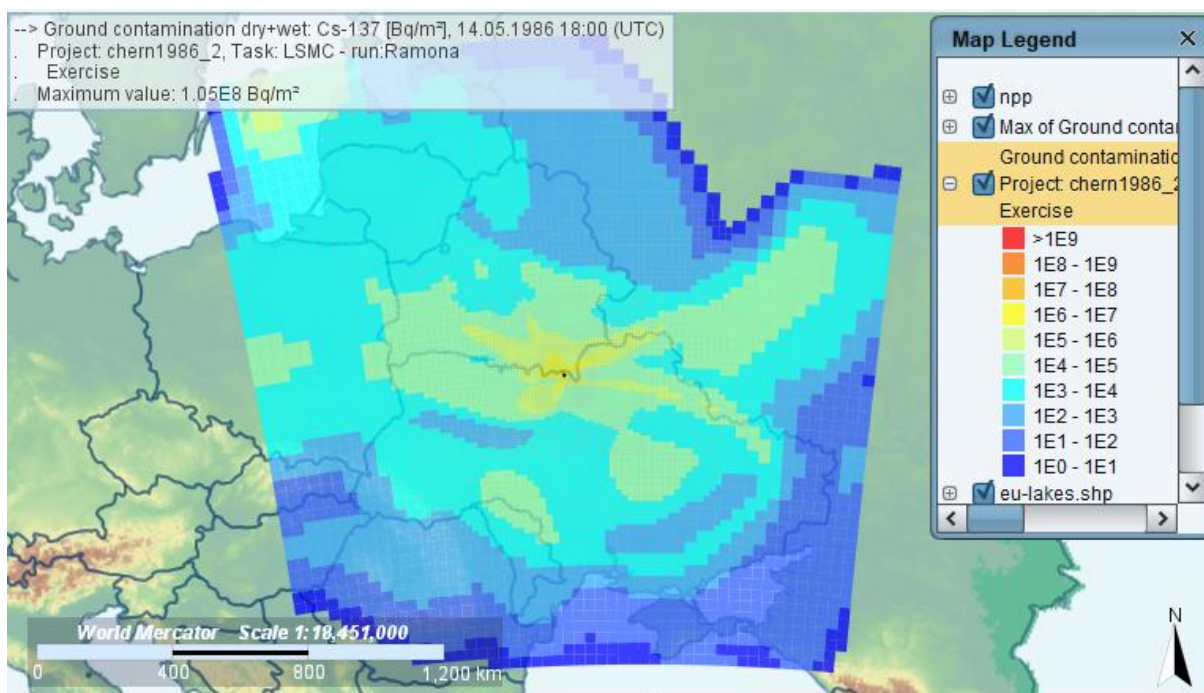 --> Ground contamination dry+wet: Cs-137 [Bq/m²], 14.05.1986 18:00 (UTC)
. Project: chern1986_2, Task: LSMC - run:Ramona
. Exercise
. Maximum value: 1.05E8 Bq/m²
Map Legend
npp
Max of Ground contar
Ground contaminatic
Project: chern1986_2
Exercise
>1E9
1E8 - 1E9
1E7 - 1E8
1E6 - 1E7
1E5 - 1E6
1E4 - 1E5
1E3 - 1E4
1E2 - 1E3
1E1 - 1E2
1E0 - 1E1
eu-lakes.shp
World Mercator Scale 1:18,451,000
0 400 800 1,200 km
N